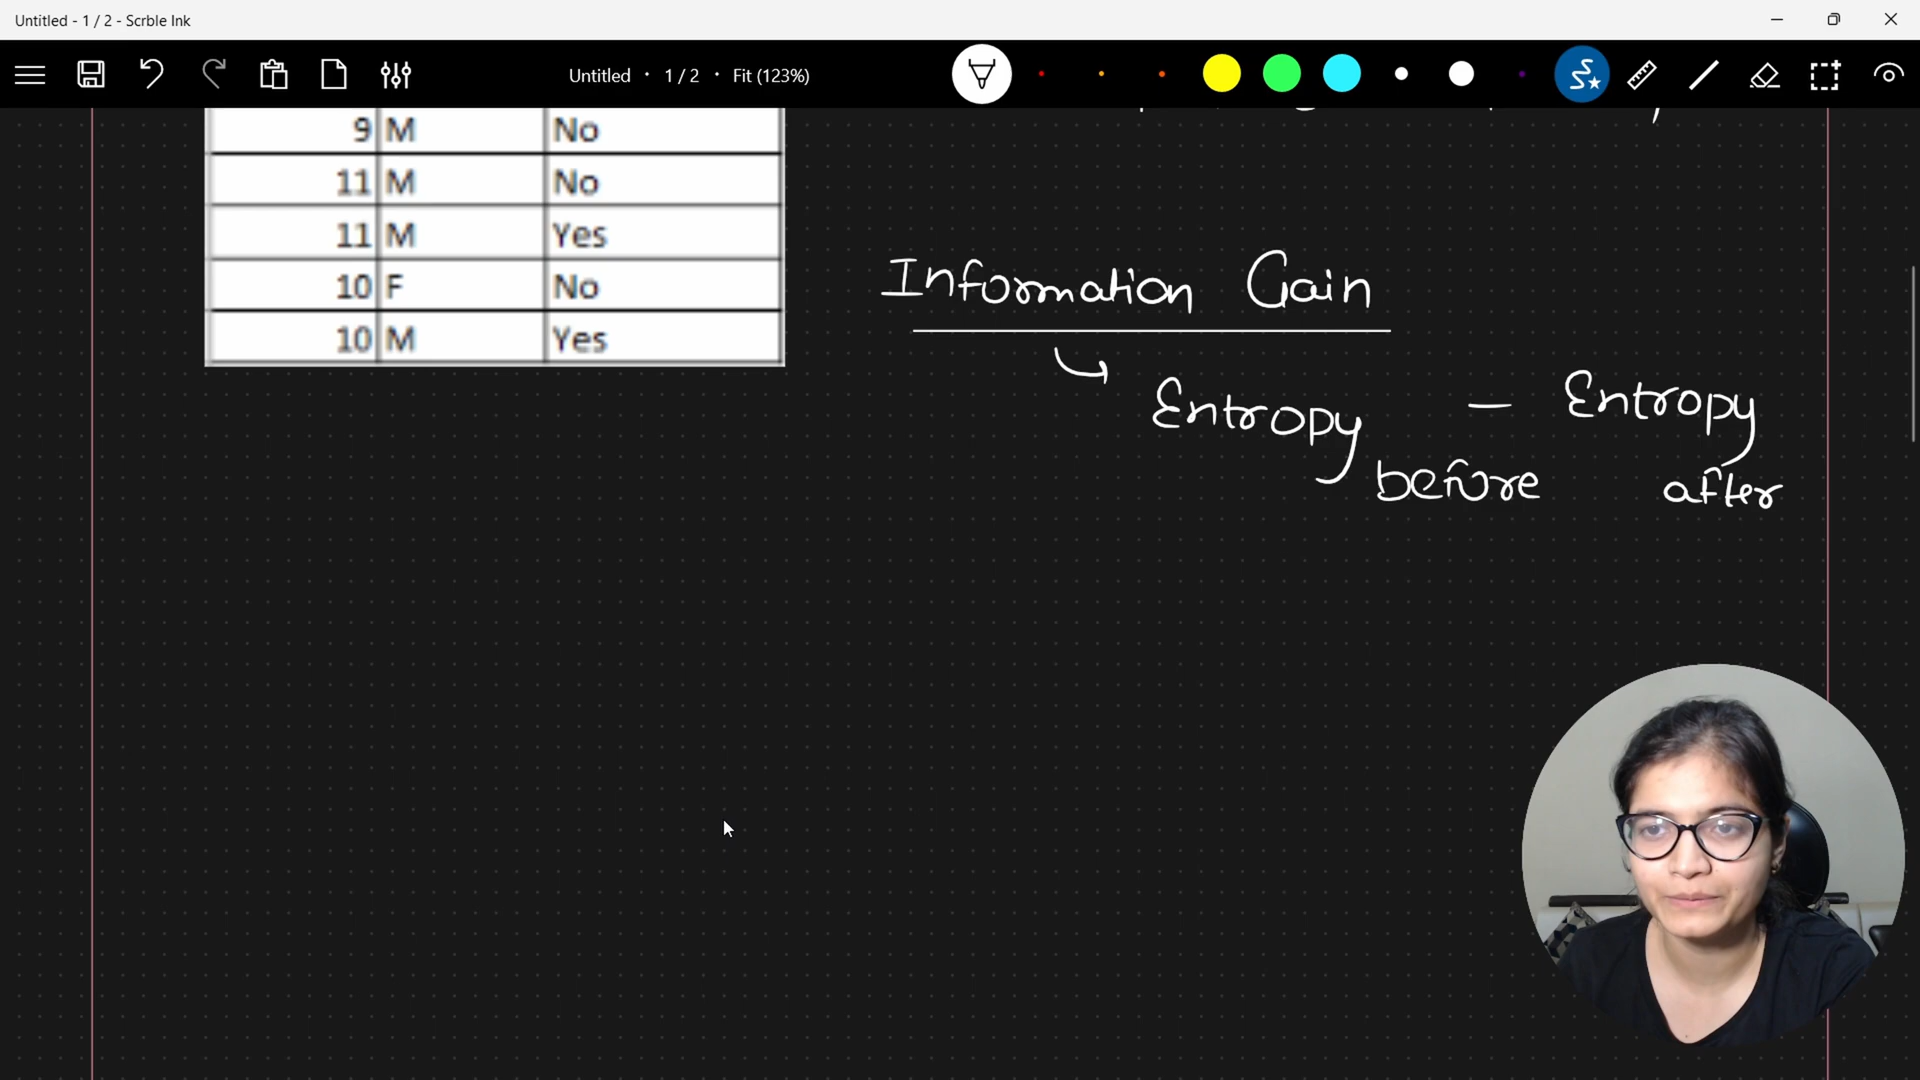 Untitled - 1 / 2 - Scrble Ink
Untitled • 1 / 2 • Fit (123%)
9 M No
11 M No
11 M Yes
10 F No
10 M Yes
Information Gain
Entropy before — Entropy after